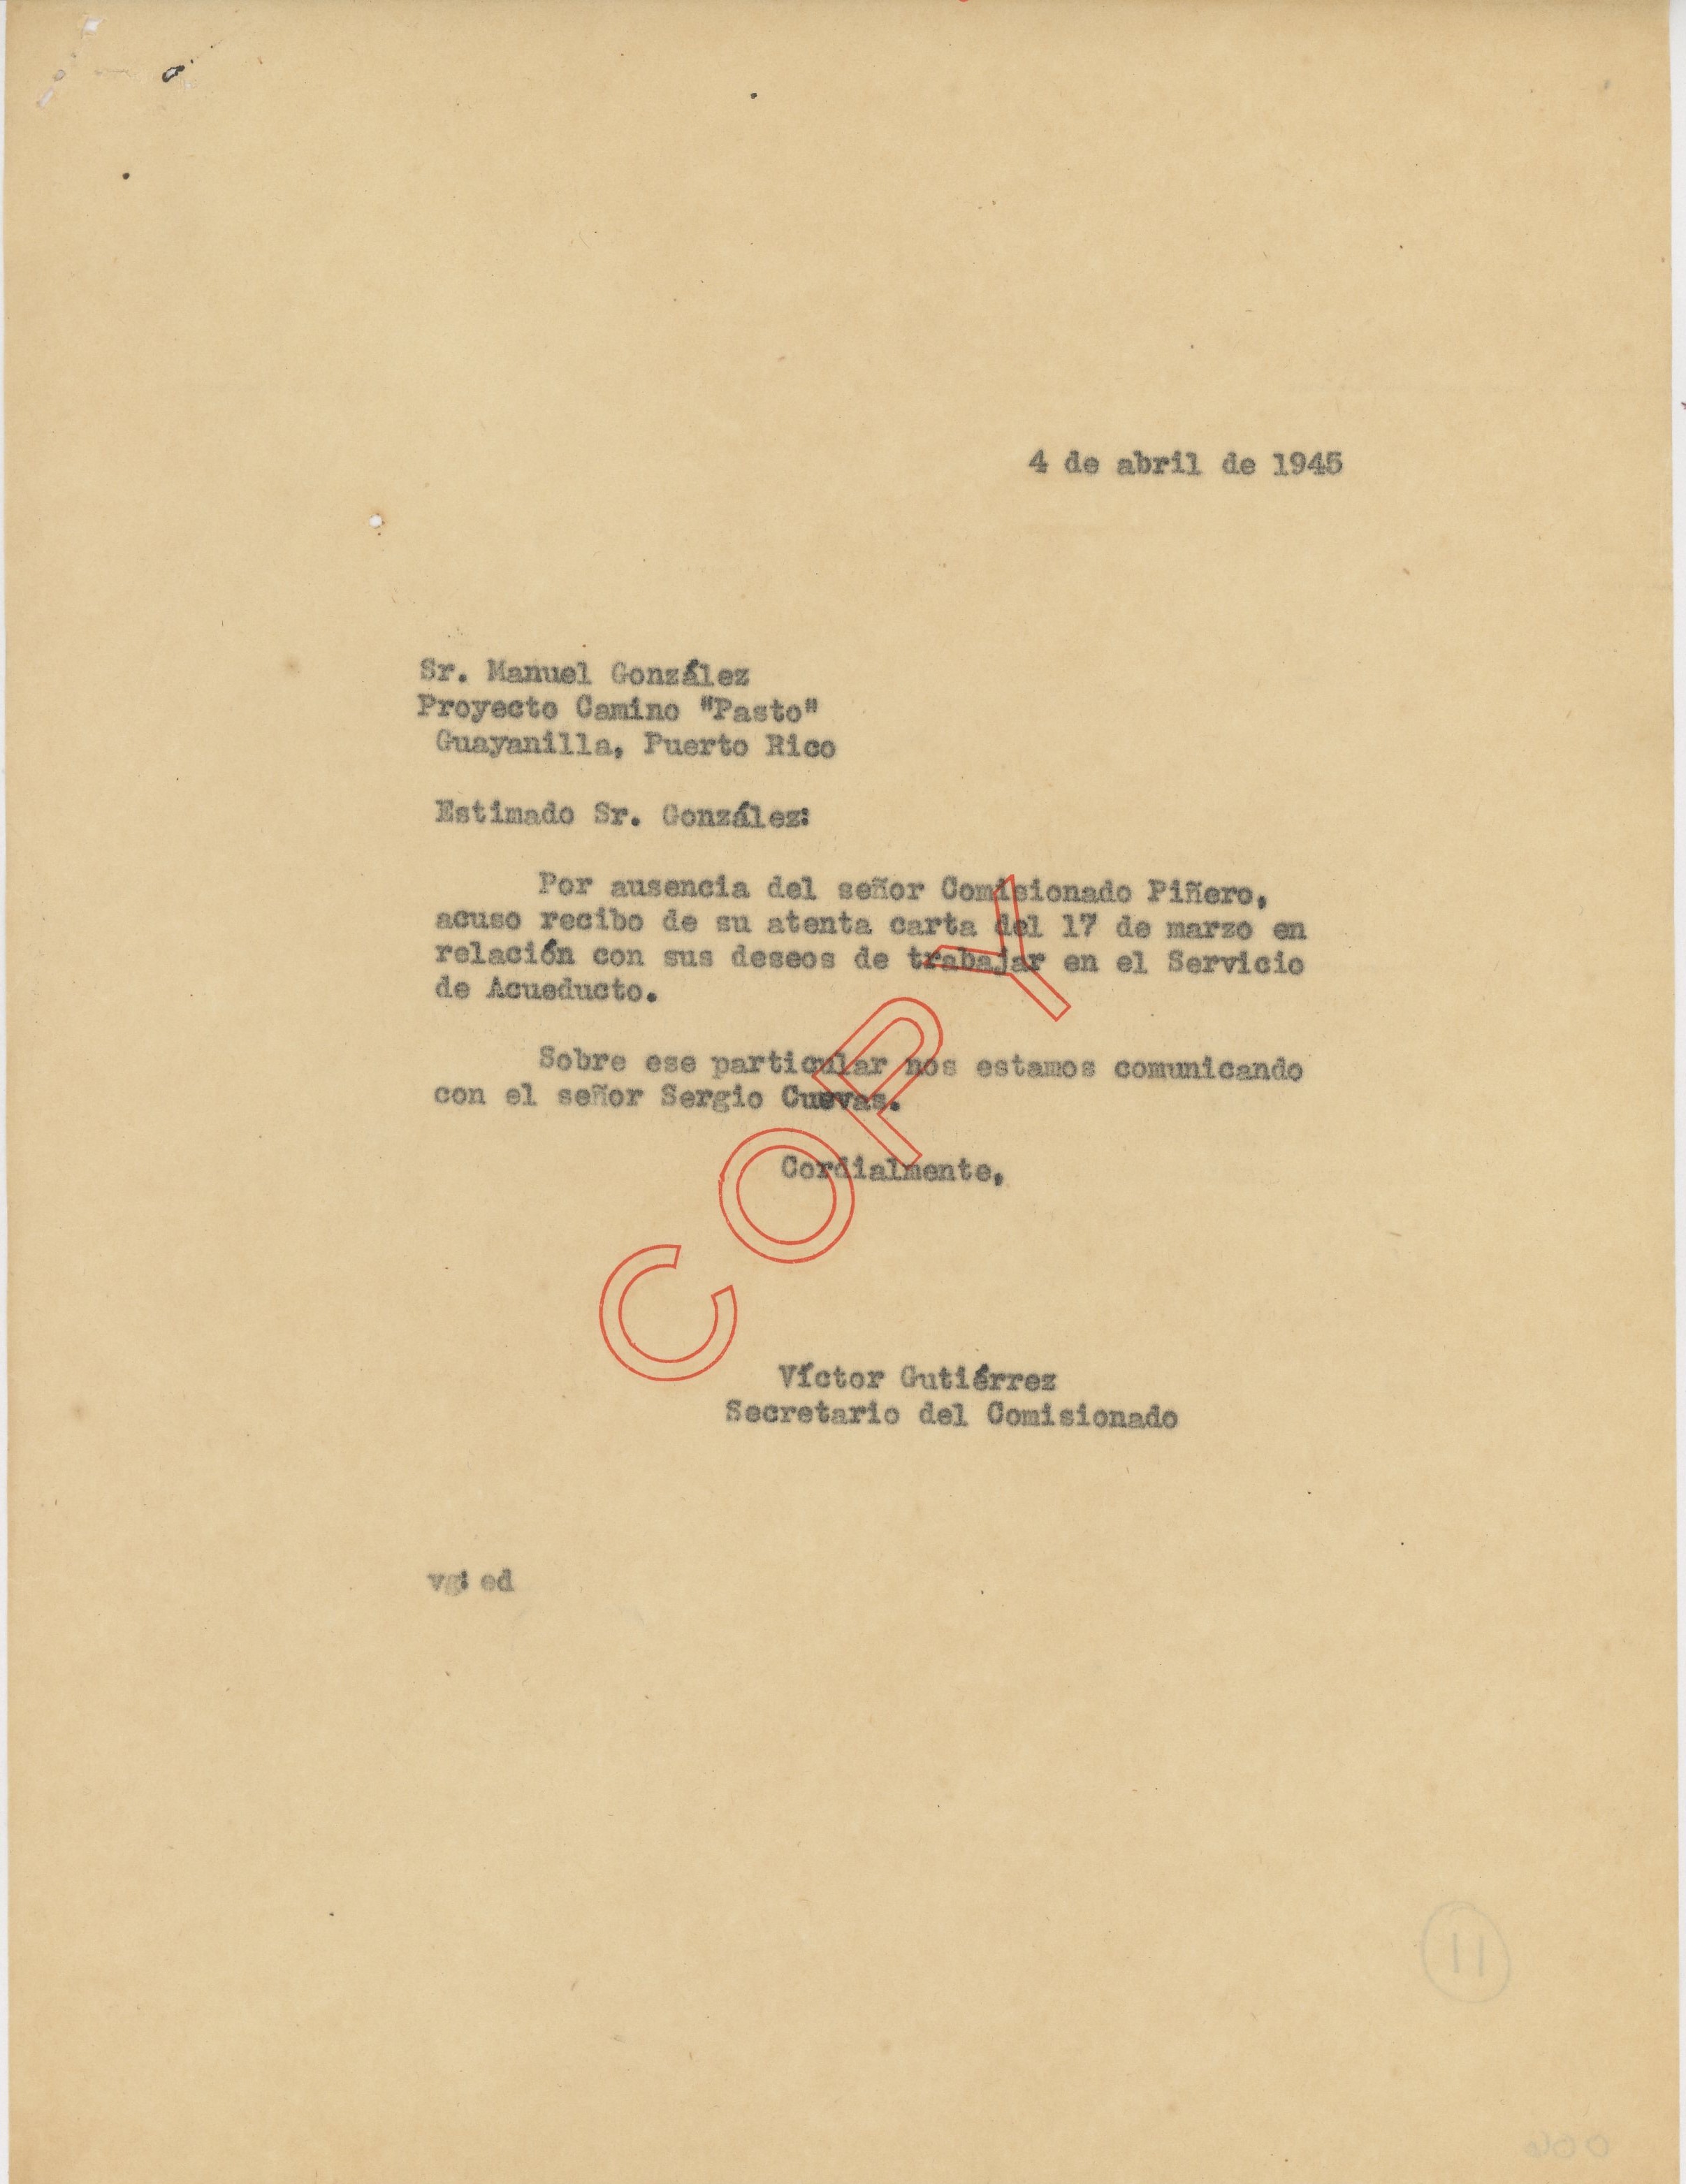 4 de abril de 1945
Sr. Manuel González
Proyecto Camino "Pasto"
Guayanilla, Puerto Rico
Estimado Sr. González:
Por ausencia del señor Comisionado Piñero,
acuso recibo de su atenta carta del 17 de marzo en
relación con sus deseos de trabajar en el Servicio
de Acueducto.
Sobre ese particular nos estamos comunicando
con el señor Sergio Cuevas.
Cordialmente,
COPY
Víctor Gutiérrez
Secretario del Comisionado
vg: ed
11